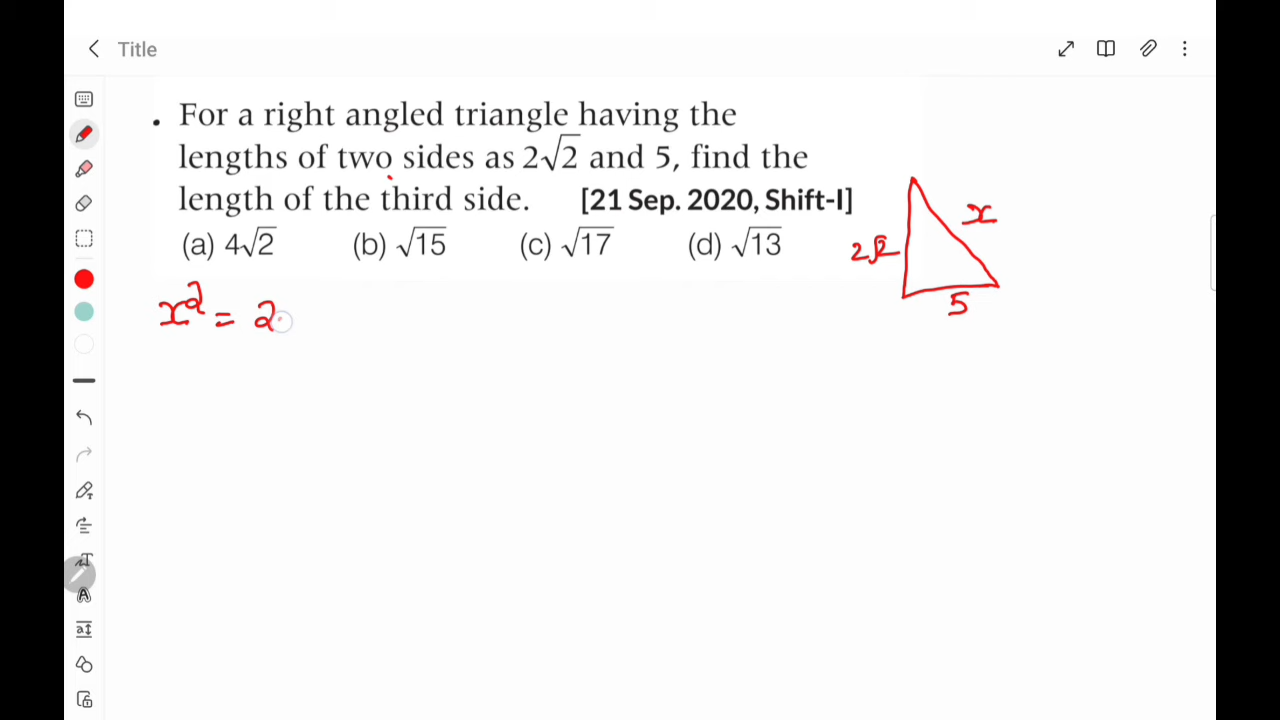 Title
. For a right angled triangle having the
lengths of two sides as 2√2 and 5, find the
length of the third side. [21 Sep. 2020, Shift-I]
(a) 4√2 (b) √15 (c) √17 (d) √13
x
2√2
5
x² = 2